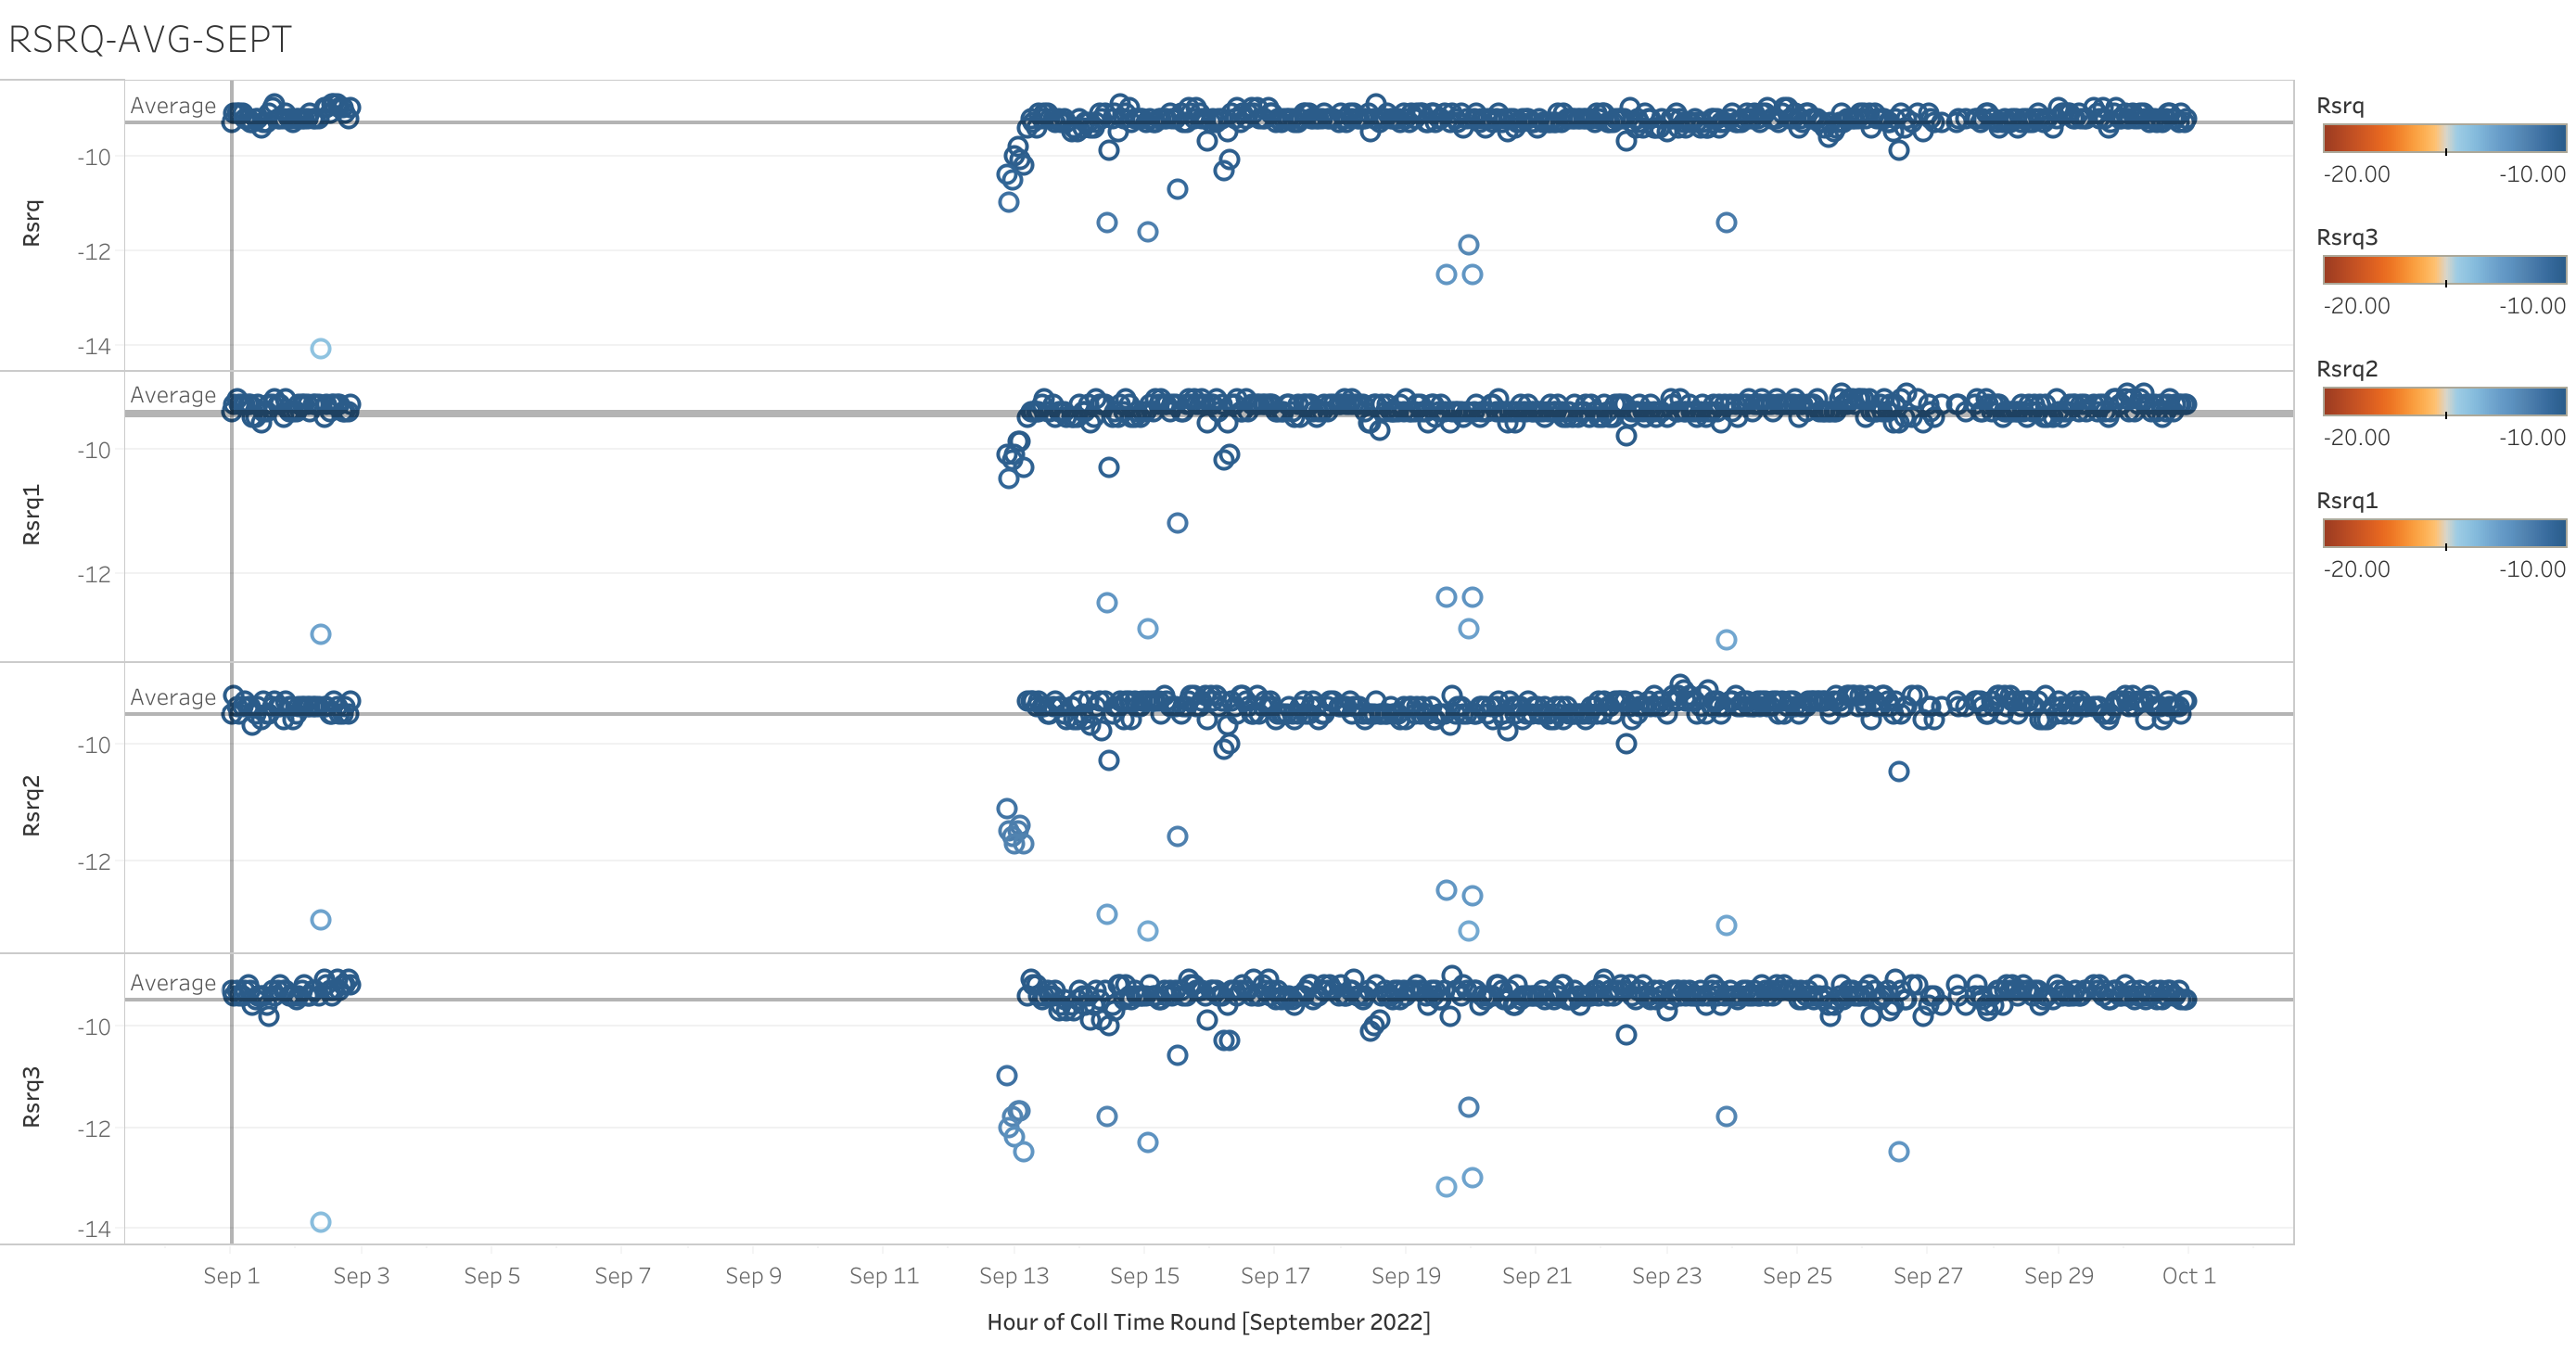 RSRQ-AVG-SEPT
Average
-10
-12
-14
Rsrq
Average
-10
-12
Rsrq1
Average
-10
-12
Rsrq2
Average
-10
-12
-14
Rsrq3
Sep 1 Sep 3 Sep 5 Sep 7 Sep 9 Sep 11 Sep 13 Sep 15 Sep 17 Sep 19 Sep 21 Sep 23 Sep 25 Sep 27 Sep 29 Oct 1
Hour of Coll Time Round [September 2022]
Rsrq
-20.00 -10.00
Rsrq3
-20.00 -10.00
Rsrq2
-20.00 -10.00
Rsrq1
-20.00 -10.00